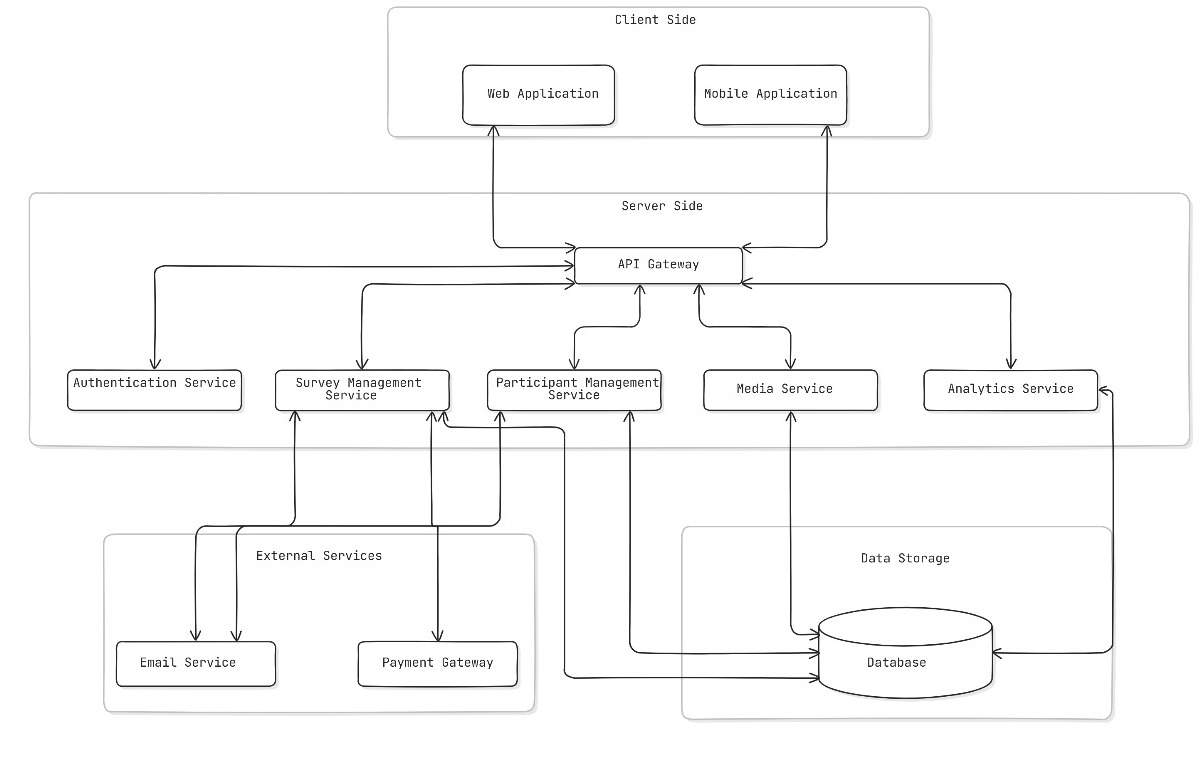 Client Side
Web Application
Mobile Application
Server Side
API Gateway
Authentication Service
Survey Management
Service
Participant Management
Service
Media Service
Analytics Service
External Services
Data Storage
Email Service
Payment Gateway
Database